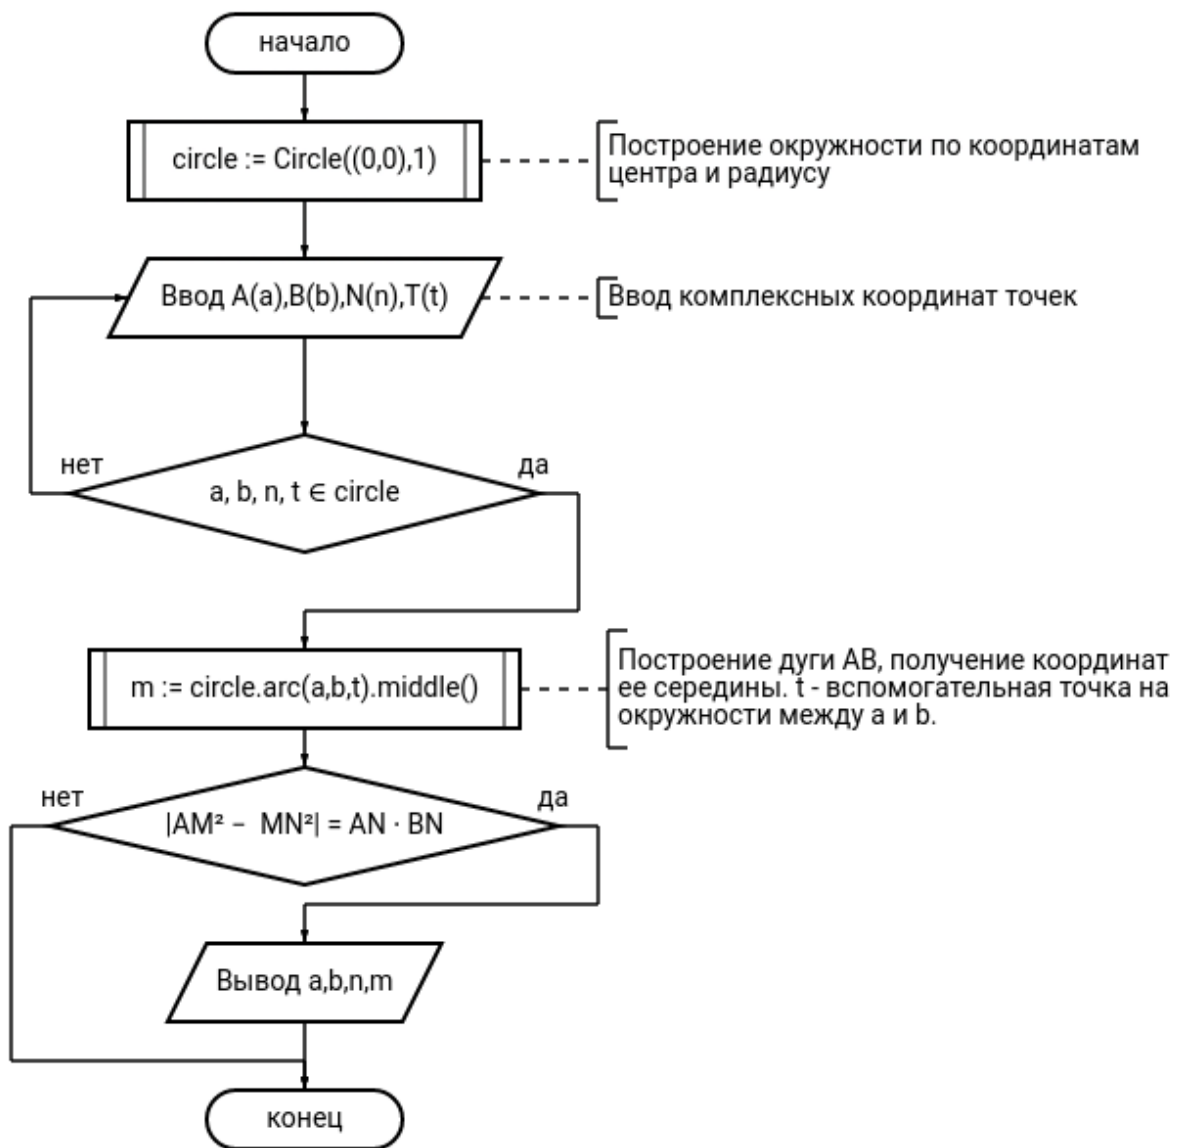 начало
circle := Circle((0,0),1)
Построение окружности по координатам
центра и радиусу
Ввод A(a),B(b),N(n),T(t)
Ввод комплексных координат точек
нет
да
a, b, n, t ∈ circle
m := circle.arc(a,b,t).middle()
Построение дуги АВ, получение координат
ее середины. t - вспомогательная точка на
окружности между a и b.
нет
да
|AM² − MN²| = AN · BN
Вывод a,b,n,m
конец